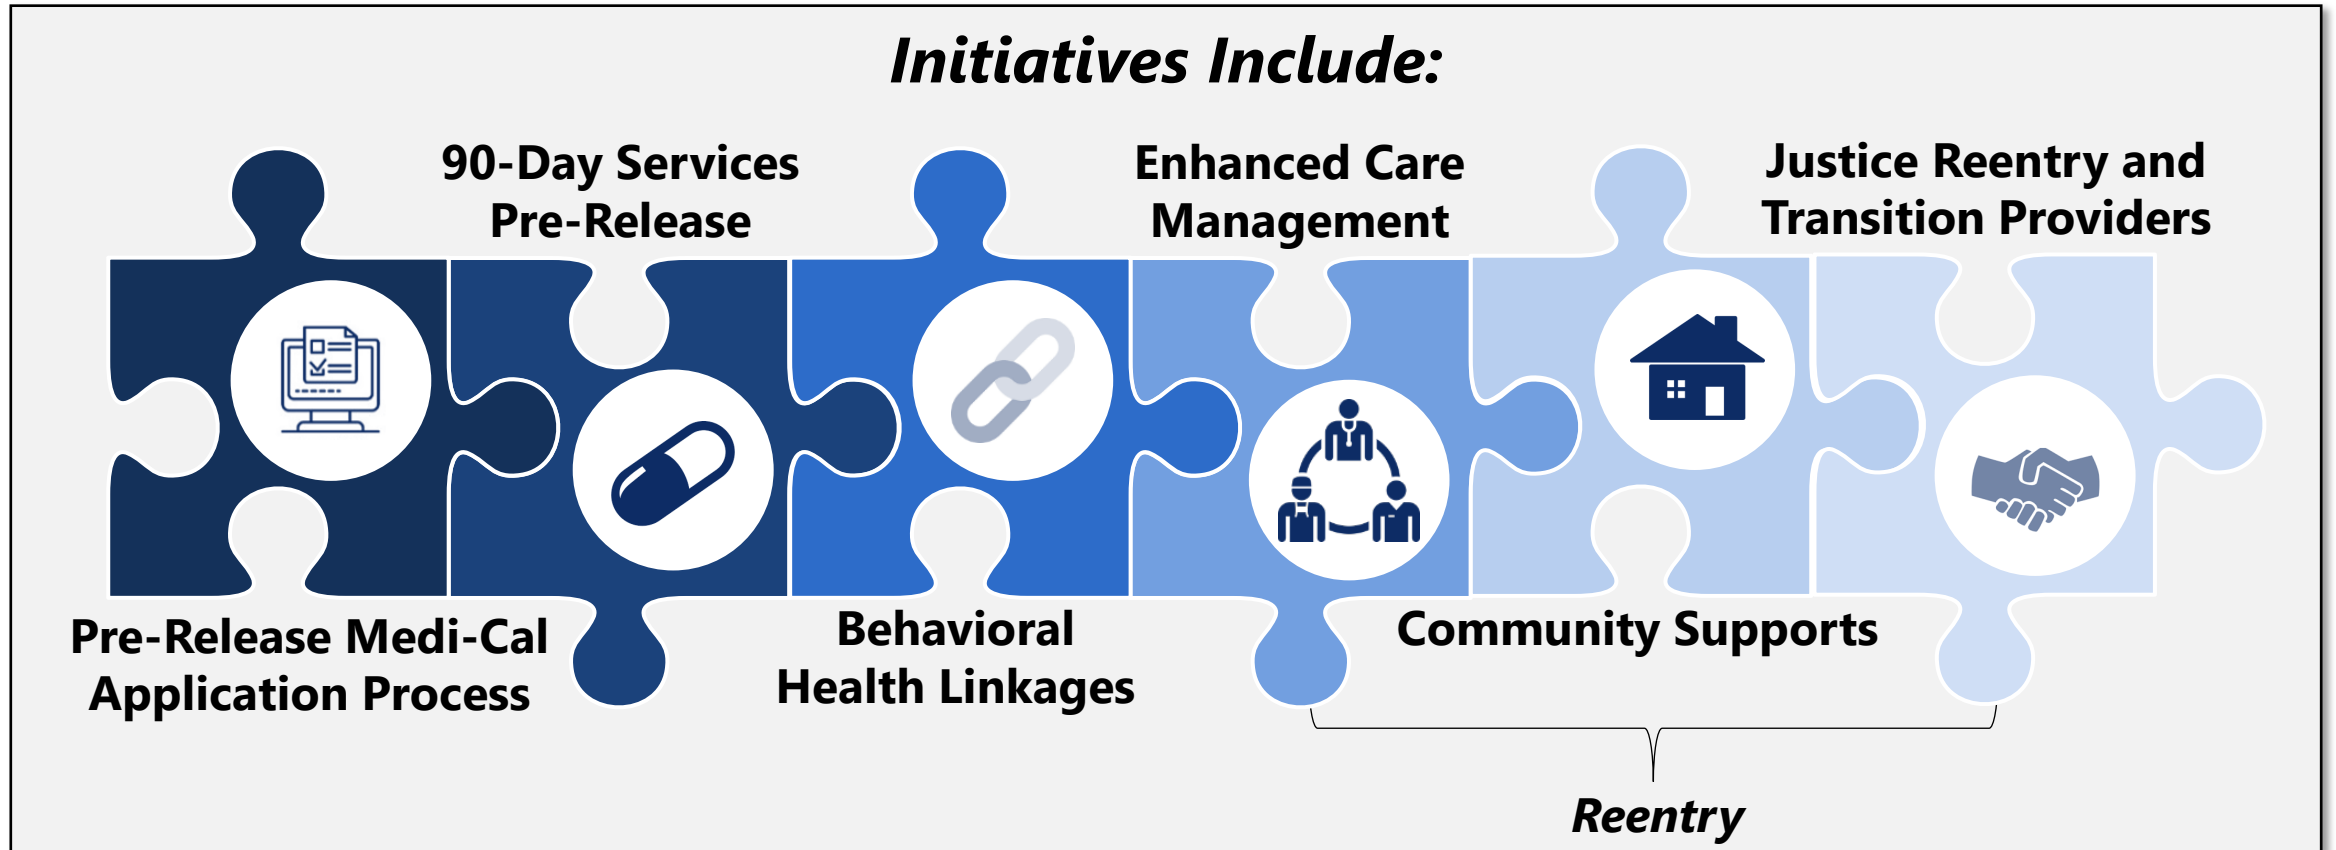 Initiatives Include:
90-Day Services
Pre-Release
Enhanced Care
Management
Justice Reentry and
Transition Providers
Pre-Release Medi-Cal
Application Process
Behavioral
Health Linkages
Community Supports
Reentry